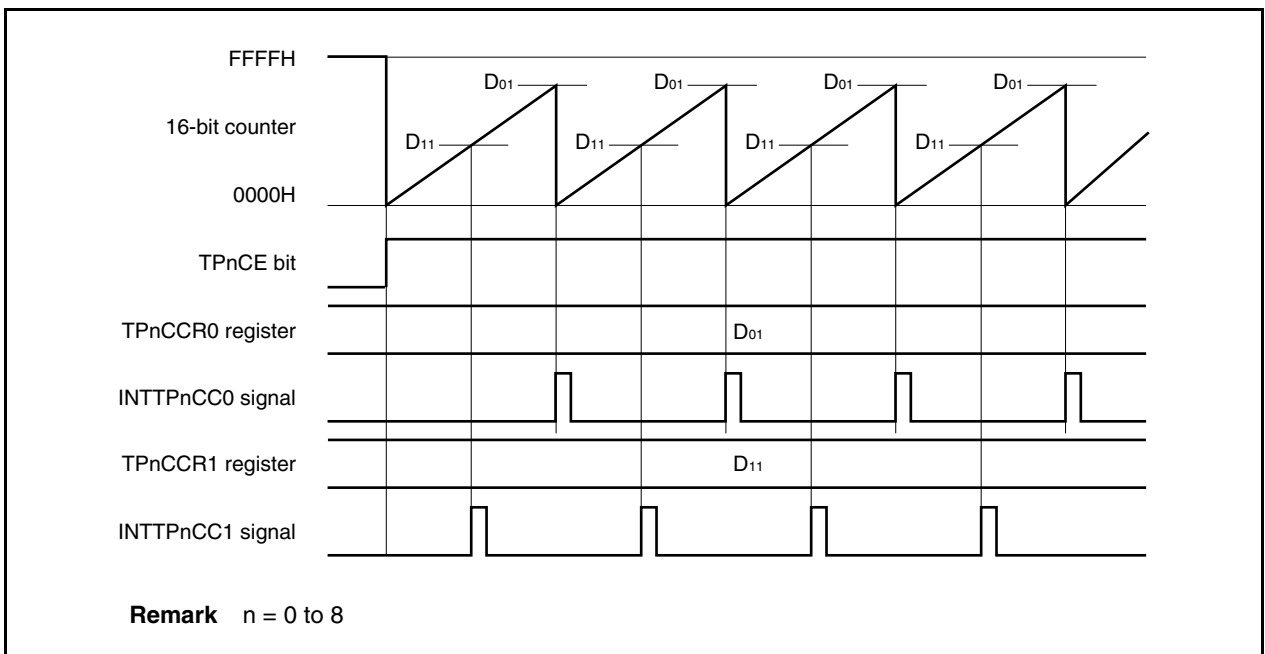 FFFFH
D01 D01 D01 D01
16-bit counter
D11 D11 D11 D11
0000H
TPnCE bit
TPnCCR0 register
D01
INTTPnCC0 signal
TPnCCR1 register
D11
INTTPnCC1 signal
Remark n = 0 to 8